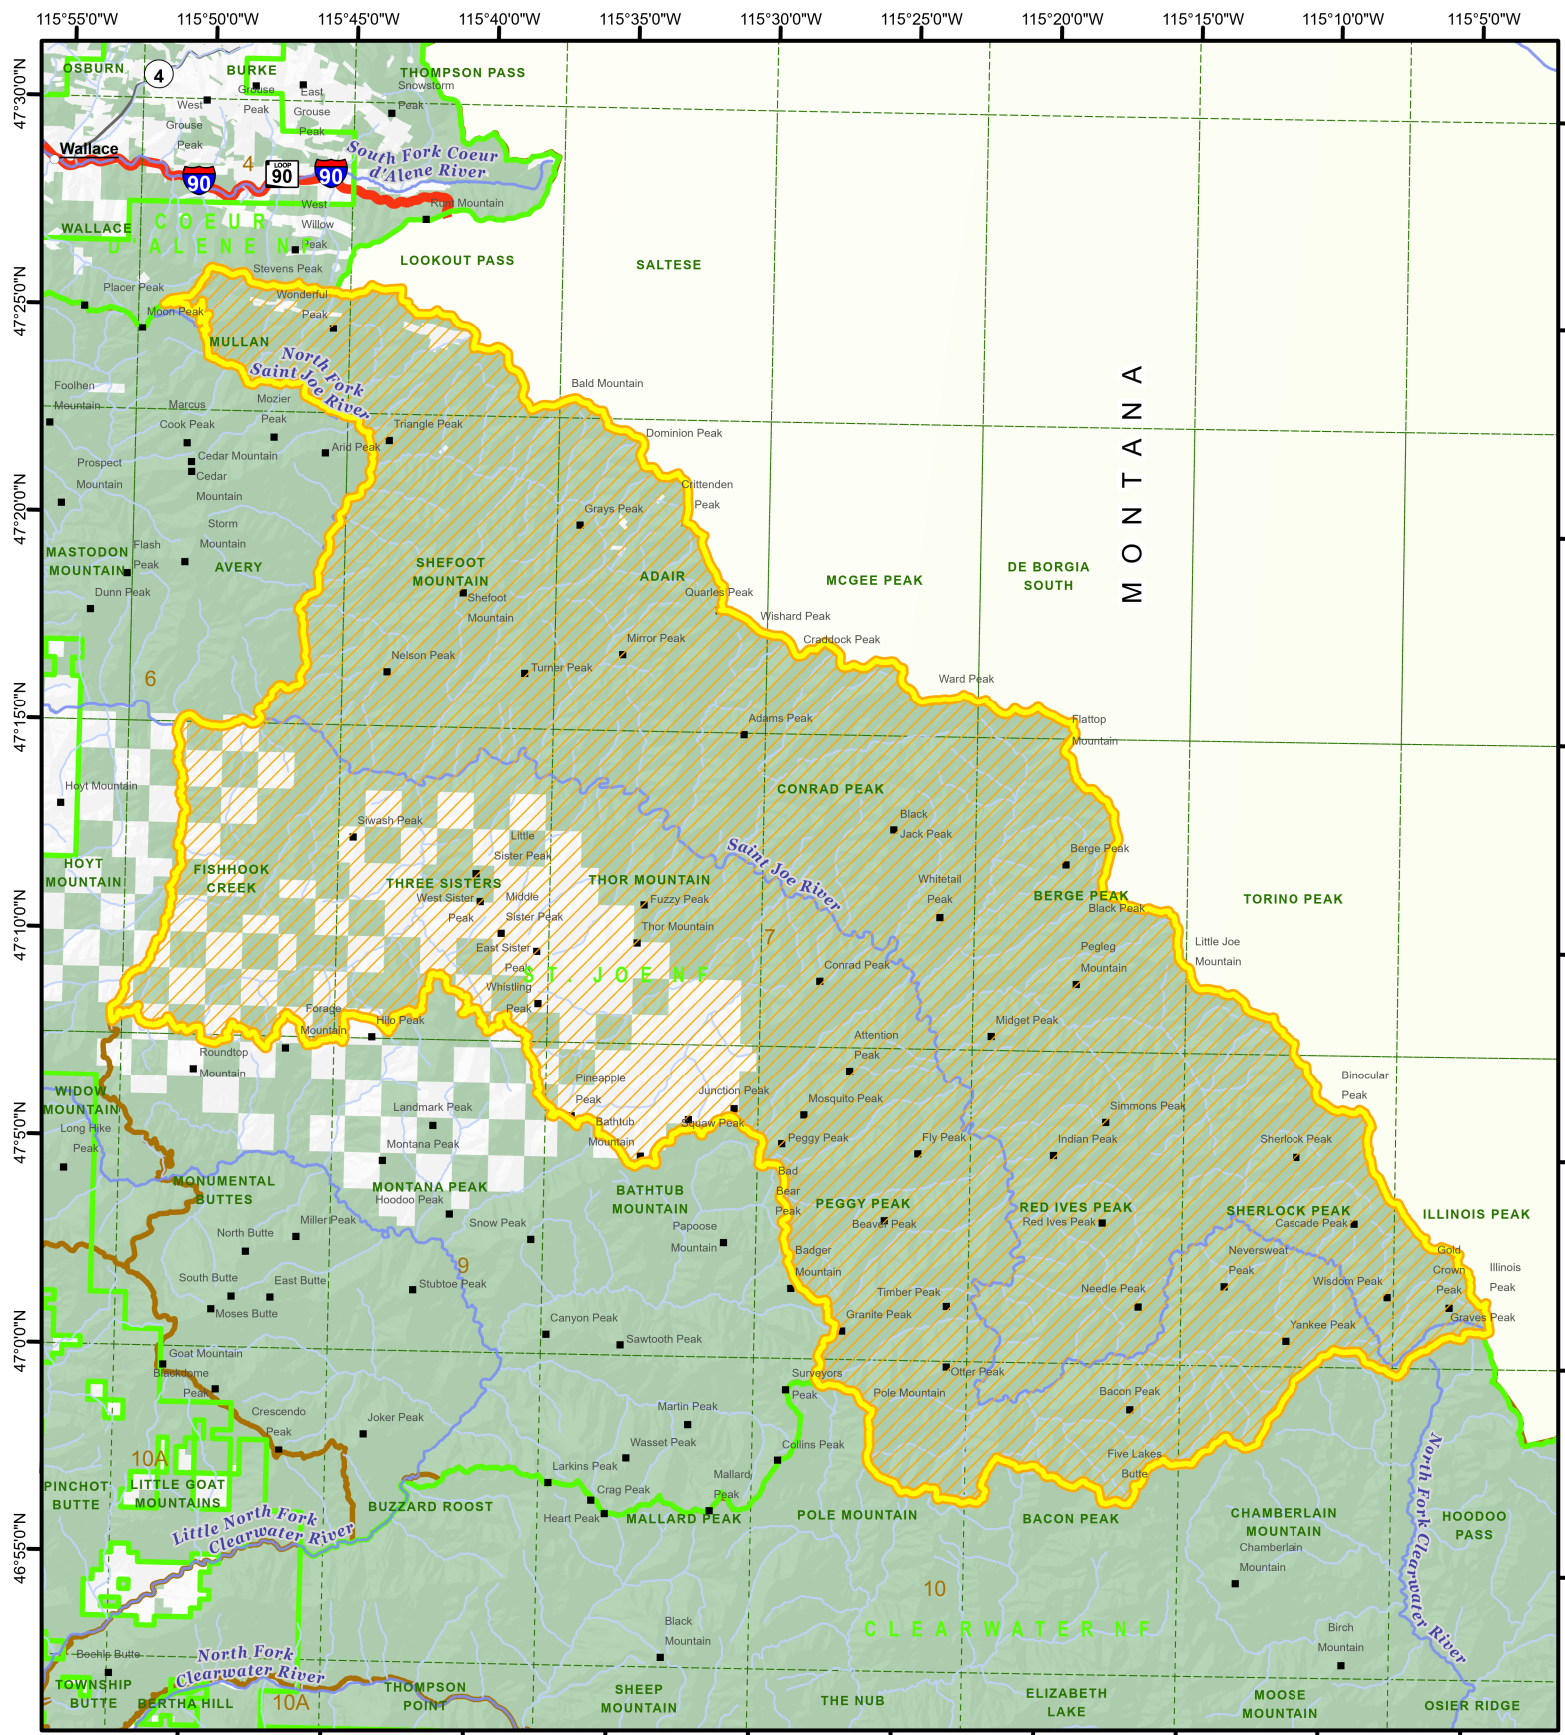 115°55'0"W
115°50'0"W
115°45'0"W
115°40'0"W
115°35'0"W
115°30'0"W
115°25'0"W
115°20'0"W
115°15'0"W
115°10'0"W
115°5'0"W
47°30'0"N
47°25'0"N
47°20'0"N
47°15'0"N
47°10'0"N
47°5'0"N
47°0'0"N
46°55'0"N
OSBURN
4
BURKE
THOMPSON PASS
Grouse
Peak
East
Grouse
Peak
Snowstorm
Peak
West
Grouse
Peak
Wallace
90
4
LOOP
90
90
South Fork Coeur
d'Alene River
Runt Mountain
West
Willow
Peak
WALLACE
COEUR
D'ALENE NF
LOOKOUT PASS
SALTESE
Stevens Peak
Placer Peak
Wonderful
Peak
Moon Peak
MULLAN
North Fork
Saint Joe River
Foolhen
Mountain
Marcus
Cook Peak
Mozier
Peak
Bald Mountain
Triangle Peak
Dominion Peak
Arid Peak
Cedar Mountain
Cedar
Mountain
Prospect
Mountain
Crittenden
Peak
Grays Peak
Storm
Mountain
Flash
Peak
MASTODON
MOUNTAIN
AVERY
Dunn Peak
SHEFOOT
MOUNTAIN
Shefoot
Mountain
ADAIR
Quarles Peak
MCGEE PEAK
DE BORGIA
SOUTH
MONTANA
Wishard Peak
Craddock Peak
Mirror Peak
Nelson Peak
Turner Peak
6
Ward Peak
Adams Peak
Flattop
Mountain
Hoyt Mountain
CONRAD PEAK
Siwash Peak
Black
Jack Peak
Little
Sister Peak
Saint Joe River
Berge Peak
HOYT
MOUNTAIN
FISHHOOK
CREEK
THREE SISTERS
THOR MOUNTAIN
Whitetail
Peak
BERGE PEAK
Black Peak
TORINO PEAK
West Sister
Peak
Middle
Sister Peak
Fuzzy Peak
Thor Mountain
7
East Sister
Peak
ST. JOE NF
Conrad Peak
Pegleg
Mountain
Little Joe
Mountain
Whistling
Peak
Forage
Mountain
Hilo Peak
Midget Peak
Attention
Peak
Roundtop
Mountain
Binocular
Peak
Pineapple
Peak
Junction Peak
Mosquito Peak
WIDOW
MOUNTAIN
Landmark Peak
Simmons Peak
Long Hike
Peak
Bathtub
Mountain
Squaw Peak
Montana Peak
Peggy Peak
Fly Peak
Indian Peak
Sherlock Peak
MONUMENTAL
BUTTES
MONTANA PEAK
Hoodoo Peak
BATHTUB
MOUNTAIN
Bad
Bear
Peak
PEGGY PEAK
Beaver Peak
RED IVES PEAK
Red Ives Peak
SHERLOCK PEAK
Cascade Peak
ILLINOIS PEAK
North Butte
Miller Peak
Snow Peak
Papoose
Mountain
Badger
Mountain
Neversweat
Peak
Gold
Crown
Peak
Illinois
Peak
9
South Butte
East Butte
Stubtoe Peak
Timber Peak
Needle Peak
Wisdom Peak
Moses Butte
Granite Peak
Graves Peak
Canyon Peak
Sawtooth Peak
Yankee Peak
Goat Mountain
Blackdome
Peak
Surveyors
Peak
Otter Peak
Pole Mountain
Bacon Peak
Crescendo
Peak
Joker Peak
Martin Peak
Wasset Peak
Collins Peak
Five Lakes
Butte
10A
Larkins Peak
Crag Peak
Mallard
Peak
PINCHOT
BUTTE
LITTLE GOAT
MOUNTAINS
BUZZARD ROOST
Heart Peak
MALLARD PEAK
POLE MOUNTAIN
BACON PEAK
CHAMBERLAIN
MOUNTAIN
HOODOO
PASS
North Fork Clearwater River
Little North Fork
Clearwater River
Chamberlain
Mountain
10
CLEARWATER NF
Black
Mountain
Birch
Mountain
Boehls Butte
North Fork
Clearwater River
TOWNSHIP
BUTTE
BERTHA HILL
10A
THOMPSON
POINT
SHEEP
MOUNTAIN
THE NUB
ELIZABETH
LAKE
MOOSE
MOUNTAIN
OSIER RIDGE